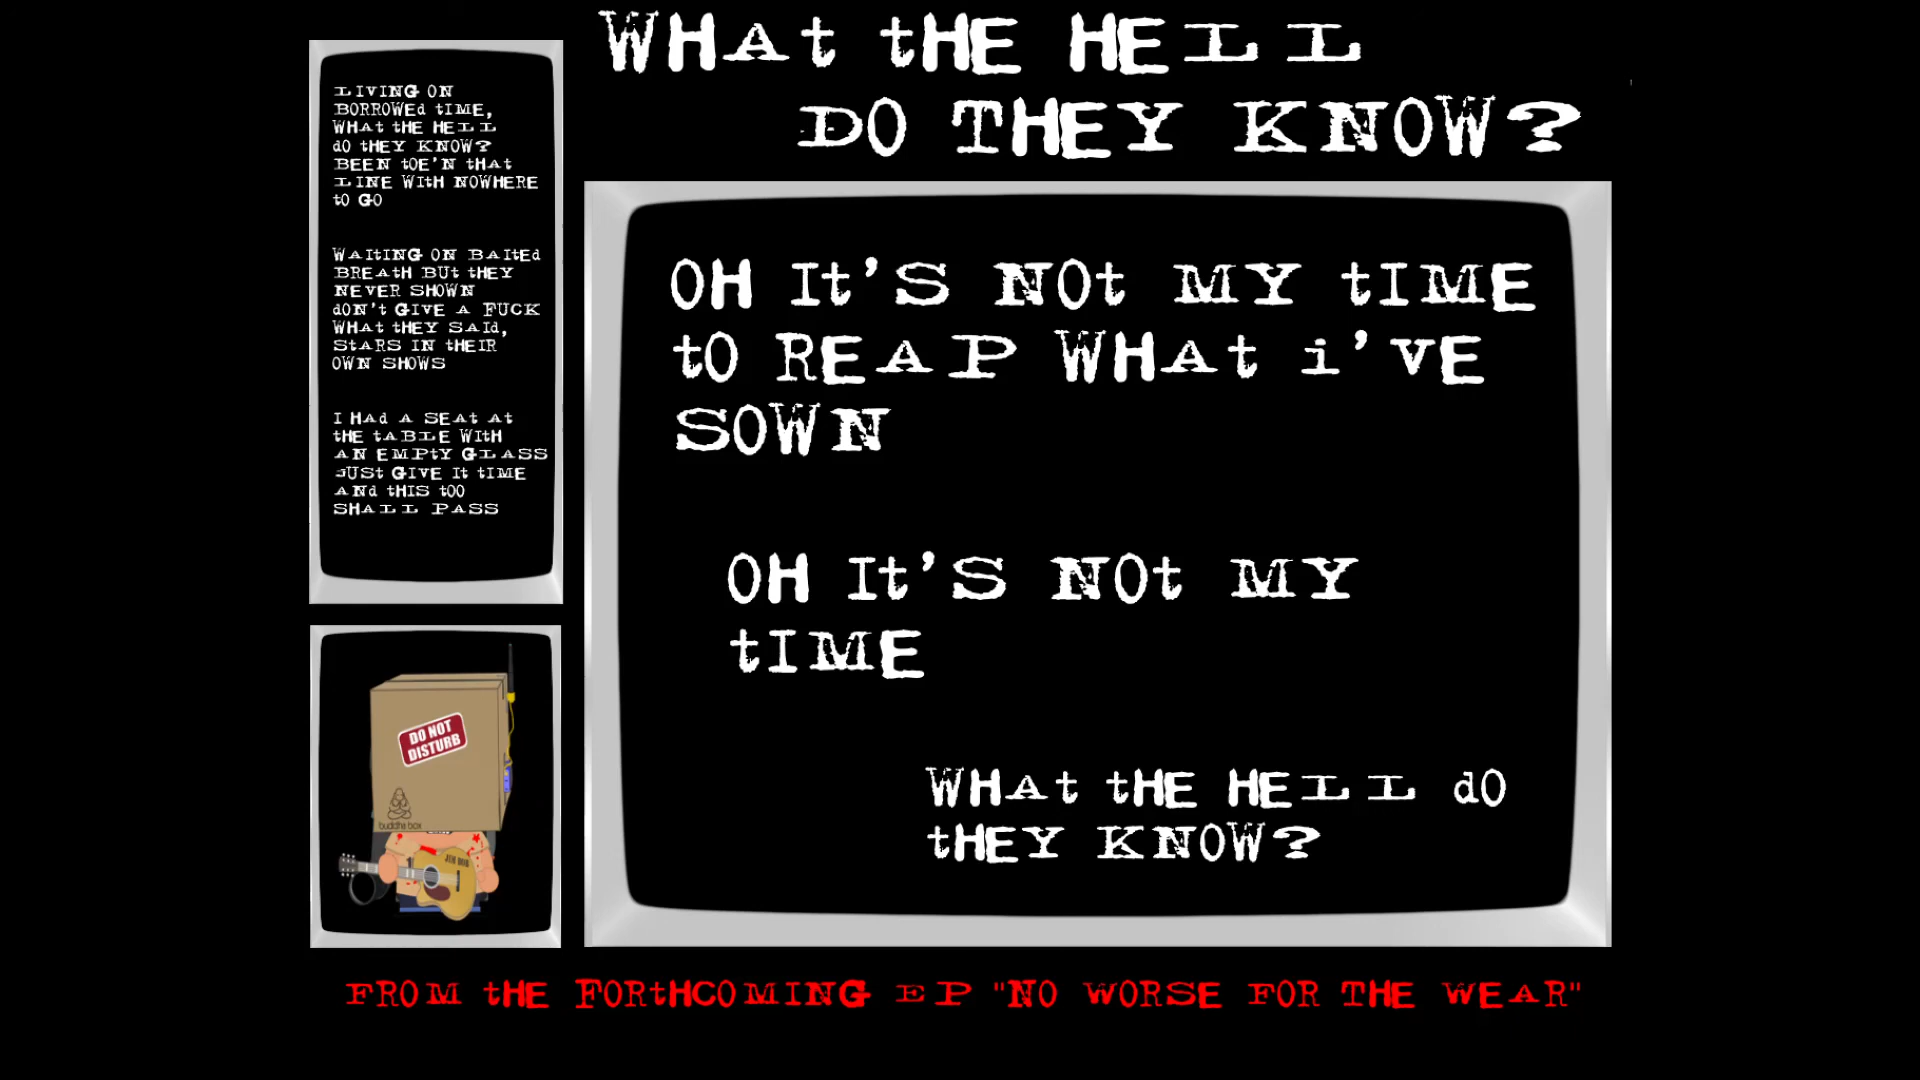 WHAt tHE HELL
DO THEY KNOW?
LIVING ON
BORROWEd tIME,
WHAt tHE HELL
dO tHEY KNOW?
BEEN tOE'N tHAt
LINE WItH NOWHERE
tO GO
WAItING ON BAItEd
BREAtH BUt tHEY
NEVER SHOWN
dON't GIVE A FUCK
WHAt tHEY SAId,
StARS IN tHEIR
OWN SHOWS
I HAd A SEAt At
tHE tABLE WItH
AN EMPtY GLASS
JUSt GIVE It tIME
ANd tHIS tOO
SHALL PASS
OH It'S NOt MY tIME
tO REAP WHAt i'VE
SOWN
OH It'S NOt MY
tIME
WHAt tHE HELL dO
tHEY KNOW?
DO NOT
DISTURB
buddha box
JIM BOB
FROM tHE FORtHCOMING EP "NO WORSE FOR THE WEAR"